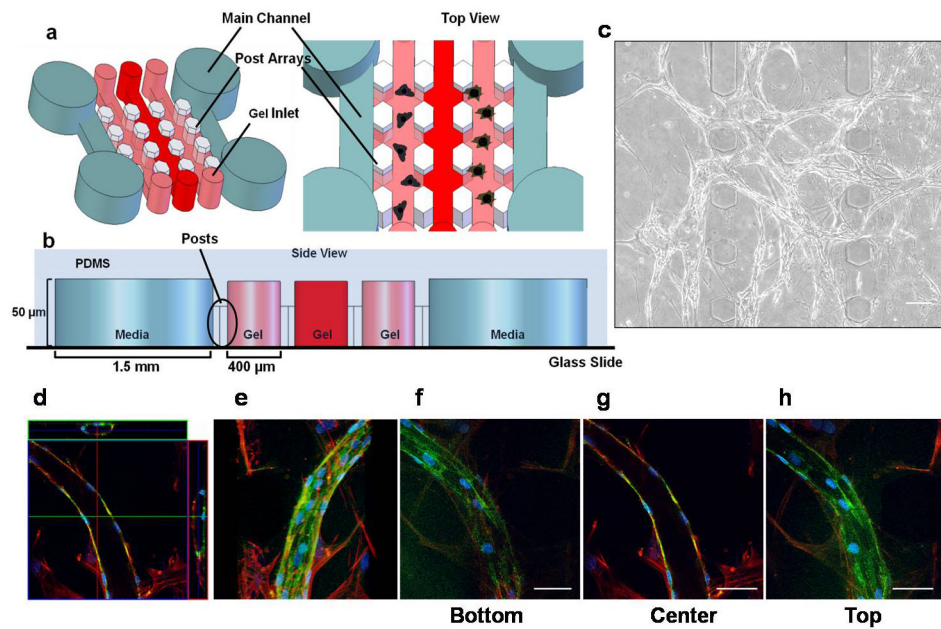 a
Main Channel
Post Arrays
Gel Inlet
Top View
c
b
Posts
Side View
PDMS
50 µm
Media
Gel
Gel
Gel
Media
1.5 mm
400 µm
Glass Slide
d
e
f
g
h
Bottom
Center
Top